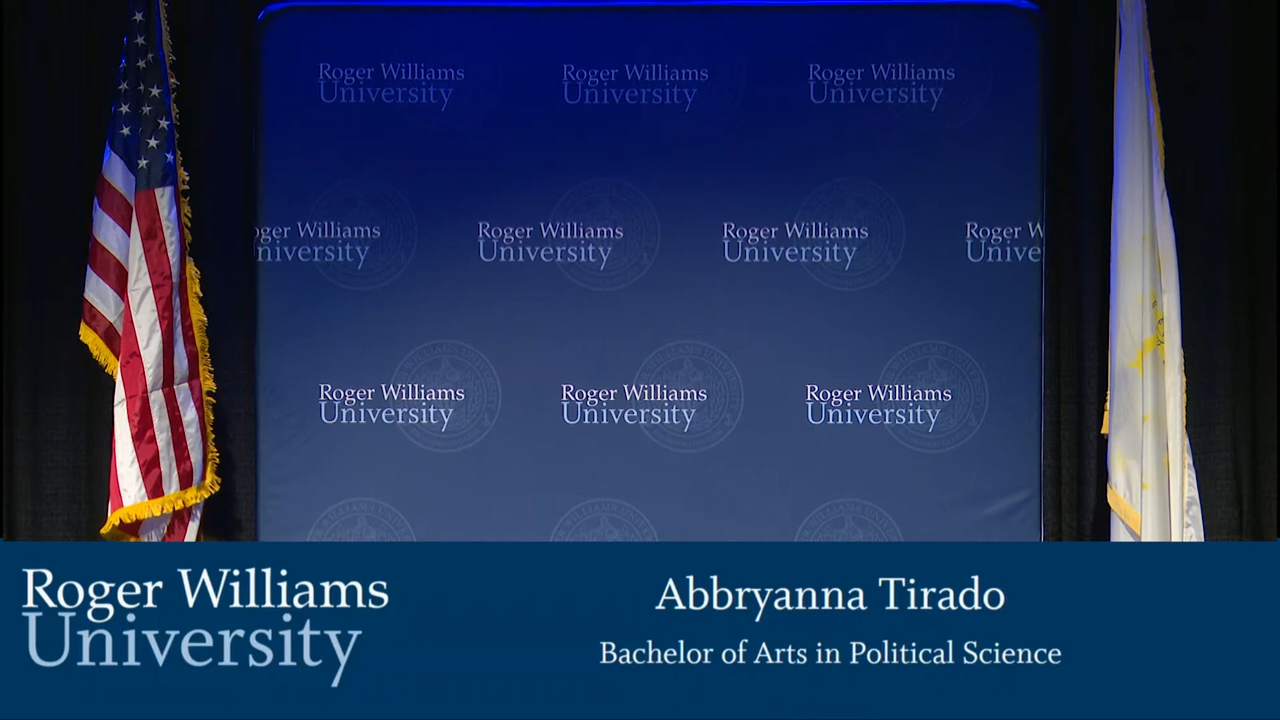 Roger Williams
University
Roger Williams
University
Roger Williams
University
oger Williams
niversity
Roger Williams
University
Roger Williams
University
Roger W
Unive
Roger Williams
University
Roger Williams
University
Roger Williams
University
Roger Williams
University
Abbryanna Tirado
Bachelor of Arts in Political Science